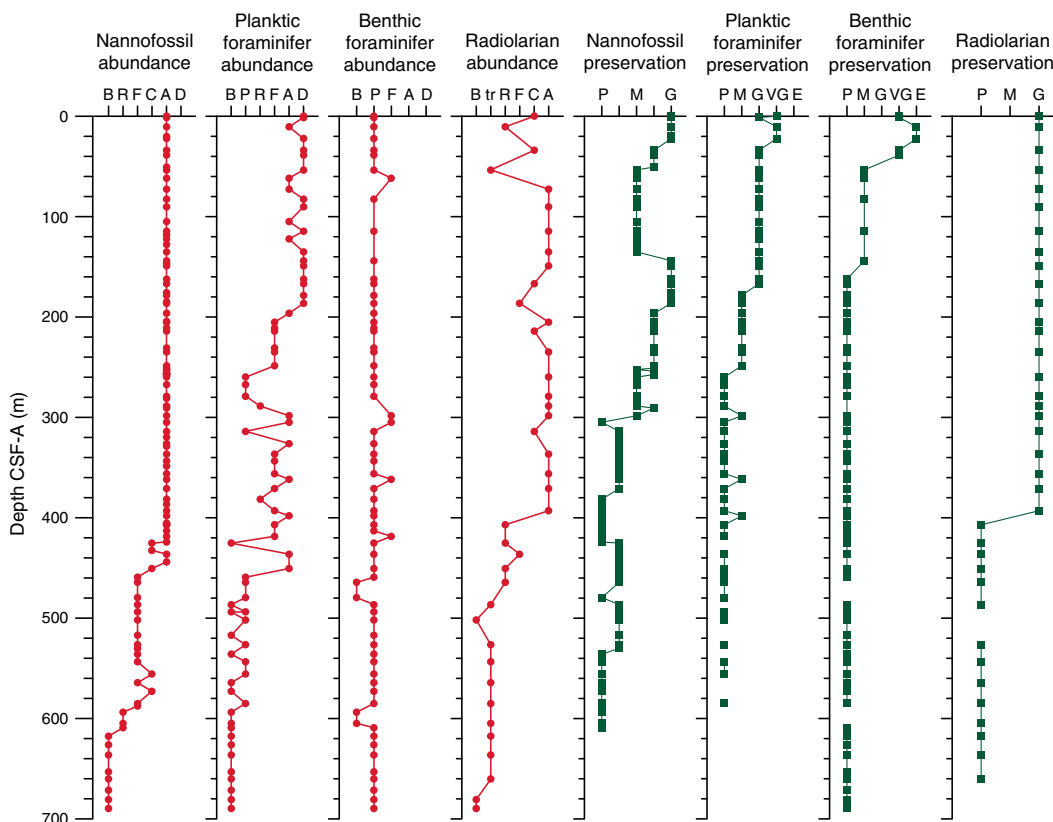 Nannofossil
abundance
Planktic
foraminifer
abundance
Benthic
foraminifer
abundance
Radiolarian
abundance
Nannofossil
preservation
Planktic
foraminifer
preservation
Benthic
foraminifer
preservation
Radiolarian
preservation
B R F C A D
B P R F A D
B P F A D
B tr R F C A
P M G
P M G VG E
P M G VG E
P M G
0
100
200
300
400
500
600
700
Depth CSF-A (m)